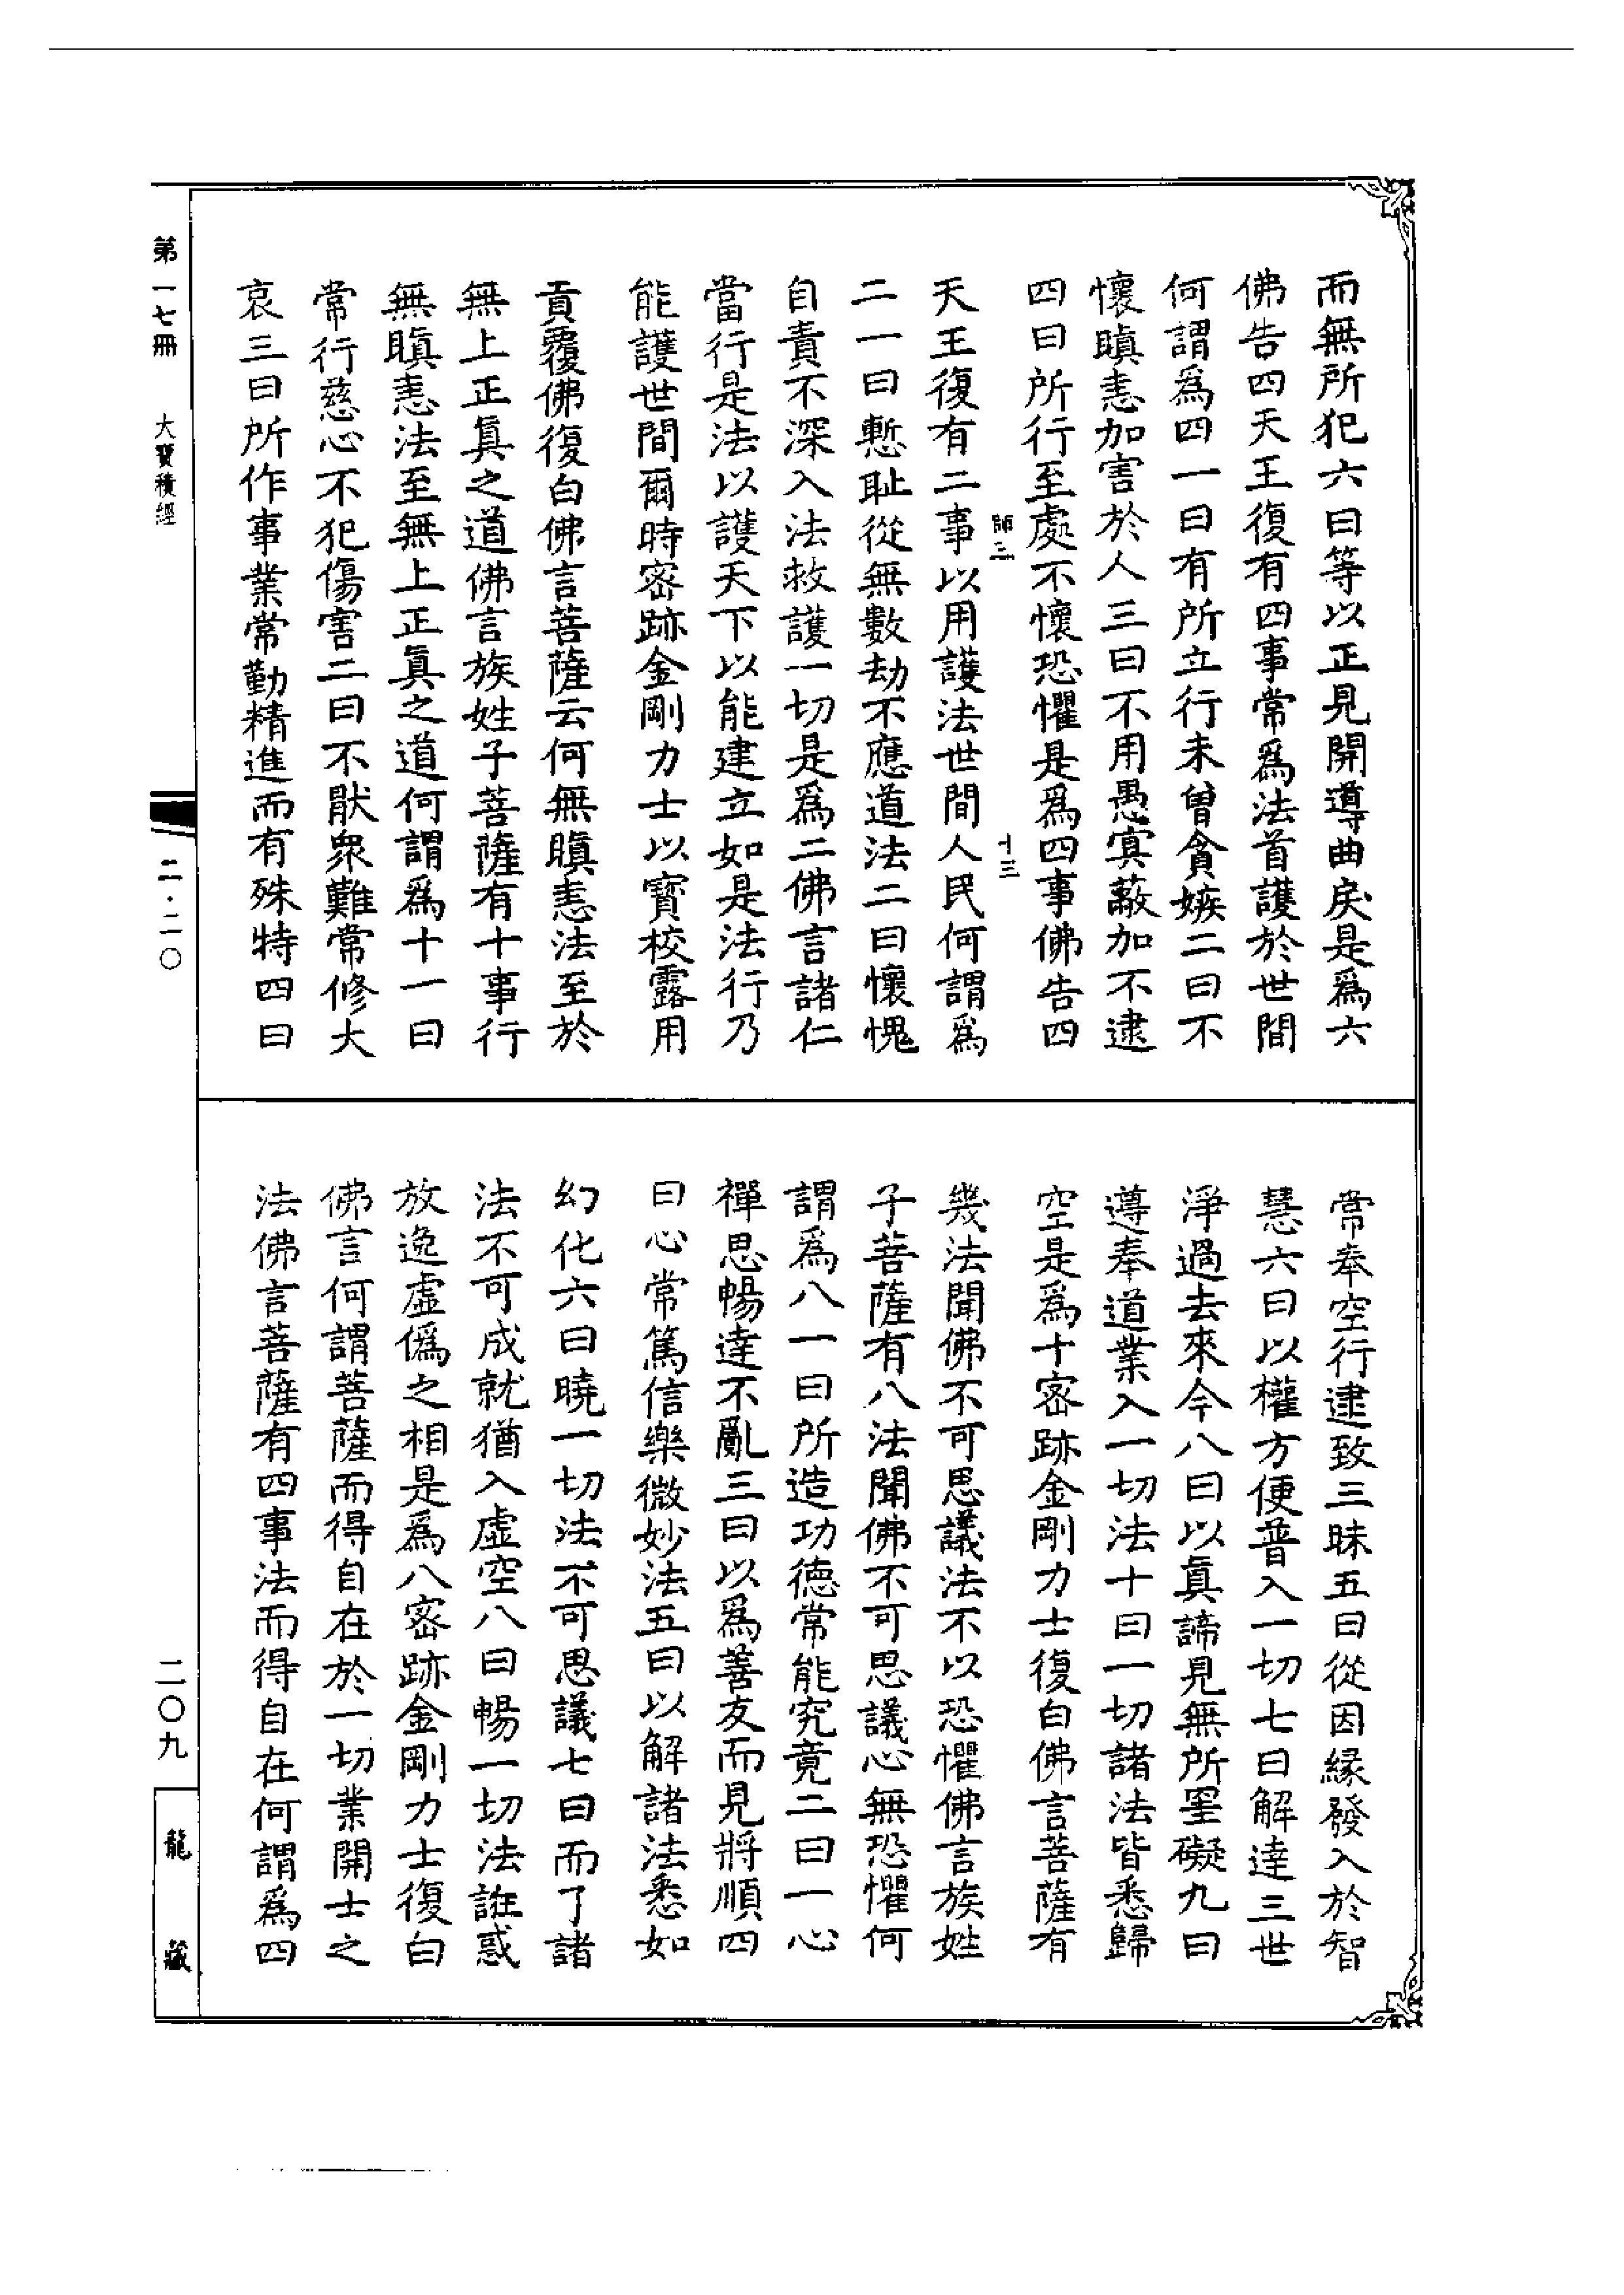 而無所犯六曰等以正見開導曲戾是爲六
佛告四天王復有四事常爲法首護於世間
何謂爲四一曰有所立行未曾貪嫉二曰不
懷瞋恚加害於人三曰不用愚㝠蔽加不逮
四曰所行至處不懷恐懼是爲四事佛告四
師三 十三
天王復有二事以用護法世間人民何謂爲
二一曰慙耻從無數劫不應道法二曰懷愧
自責不深入法救護一切是爲二佛言諸仁
當行是法以護天下以能建立如是法行乃
能護世間爾時密跡金剛力士以寶校露用
貢覆佛復白佛言菩薩云何無瞋恚法至於
無上正眞之道佛言族姓子菩薩有十事行
無瞋恚法至無上正眞之道何謂爲十一曰
常行慈心不犯傷害二曰不猒衆難常修大
哀三曰所作事業常勤精進而有殊特四曰
常奉空行逮致三昧五曰從因緣發入於智
慧六曰以權方便普入一切七曰解達三世
淨過去來今八曰以眞諦見無所罣礙九曰
遵奉道業入一切法十曰一切諸法皆悉歸
空是爲十密跡金剛力士復白佛言菩薩有
幾法聞佛不可思議法不以恐懼佛言族姓
子菩薩有八法聞佛不可思議心無恐懼何
謂爲八一曰所造功德常能究竟二曰一心
禪思暢達不亂三曰以爲善友而見將順四
曰心常篤信樂微妙法五曰以解諸法悉如
幻化六曰曉一切法不可思議七曰而了諸
法不可成就猶入虛空八曰暢一切法誑惑
放逸虛僞之相是爲八密跡金剛力士復白
佛言何謂菩薩而得自在於一切業開士之
法佛言菩薩有四事法而得自在何謂爲四
第一七冊 大寶積經 二·二〇 二〇九 龍藏